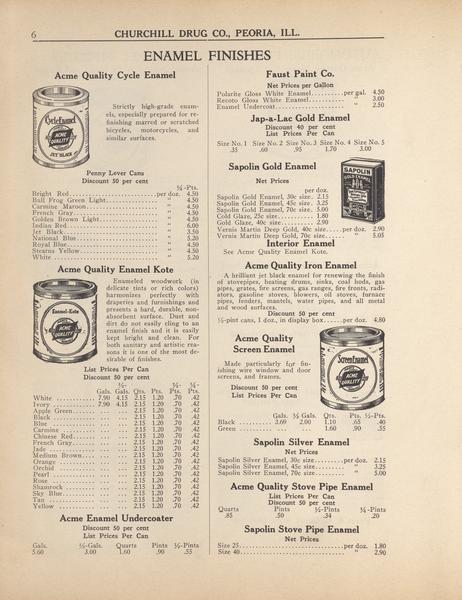 6
CHURCHILL DRUG CO., PEORIA, ILL.
ENAMEL FINISHES
Acme Quality Cycle Enamel
Cycle-Enamel
ACME QUALITY
JET BLACK
Strictly high-grade enam-
els, especially prepared for re-
finishing marred or scratched
bicycles, motorcycles, and
similar surfaces.
Penny Lever Cans
Discount 50 per cent
¼-Pts.
Bright Red per doz. 4.50
Bull Frog Green Light " 4.50
Carmine Maroon " 4.50
French Gray " 4.50
Golden Brown Light " 4.50
Indian Red " 6.00
Jet Black " 3.50
National Blue " 5.20
Royal Blue " 4.50
Stearns Yellow " 4.50
White " 5.20
Acme Quality Enamel Kote
Enamel-Kote
ACME QUALITY
Enameled woodwork (in
delicate tints or rich colors)
harmonizes perfectly with
draperies and furnishings and
presents a hard, durable, non-
absorbent surface. Dust and
dirt do not easily cling to an
enamel finish and it is easily
kept bright and clean. For
both sanitary and artistic rea-
sons it is one of the most de-
sirable of finishes.
List Prices Per Can
Discount 50 per cent
Gals. ½-Gals. Qts. Pts. ½-Pts. ¼-Pts.
White 7.90 4.15 2.15 1.20 .70 .42
Ivory 7.90 4.15 2.15 1.20 .70 .42
Apple Green ... ... 2.15 1.20 .70 .42
Black ... ... 2.15 1.20 .70 .42
Blue ... ... 2.15 1.20 .70 .42
Carmine ... ... 2.15 1.20 .70 .42
Chinese Red ... ... 2.15 1.20 .70 .42
French Gray ... ... 2.15 1.20 .70 .42
Jade ... ... 2.15 1.20 .70 .42
Medium Brown ... ... 2.15 1.20 .70 .42
Orange ... ... 2.15 1.20 .70 .42
Orchid ... ... 2.15 1.20 .70 .42
Pearl ... ... 2.15 1.20 .70 .42
Rose ... ... 2.15 1.20 .70 .42
Shamrock ... ... 2.15 1.20 .70 .42
Sky Blue ... ... 2.15 1.20 .70 .42
Tan ... ... 2.15 1.20 .70 .42
Yellow ... ... 2.15 1.20 .70 .42
Acme Enamel Undercoater
Discount 50 per cent
List Prices Per Can
Gals. ½-Gals. Quarts Pints ½-Pints
5.60 3.00 1.60 .90 .55
Faust Paint Co.
Net Prices per Gallon
Polarite Gloss White Enamel per gal. 4.50
Recoto Gloss White Enamel " 3.00
Enamel Undercoat " 2.50
Jap-a-Lac Gold Enamel
Discount 40 per cent
List Prices Per Can
Size No. 1 Size No. 2 Size No. 3 Size No. 4 Size No. 5
.35 .60 .95 1.70 3.00
Sapolin Gold Enamel
Net Prices
SAPOLIN
GOLD ENAMEL
per doz.
Sapolin Gold Enamel, 30c size 2.15
Sapolin Gold Enamel, 45c size 3.25
Sapolin Gold Enamel, 70c size 5.00
Cold Glaze, 25c size 1.80
Gold Glaze, 40c size 2.90
Vernis Martin Deep Gold, 40c size per doz. 2.90
Vernis Martin Deep Gold, 70c size " 5.05
Interior Enamel
See Acme Quality Enamel Kote.
Acme Quality Iron Enamel
A brilliant jet black enamel for renewing the finish
of stovepipes, heating drums, sinks, coal hods, gas
pipes, grates, fire screens, gas ranges, fire fronts, radi-
ators, gasoline stoves, blowers, oil stoves, furnace
pipes, fenders, mantels, water pipes, and all metal
and wood surfaces.
Discount 50 per cent
½-pint cans, 1 doz., in display box per doz. 4.80
Acme Quality
Screen Enamel
Made particularly for fin-
ishing wire window and door
screens, and frames.
Discount 50 per cent
List Prices Per Can
ScreenEnamel
ACME QUALITY
Gals. ½ Gals. Qts. Pts. ½-Pts.
Black 3.60 2.00 1.10 .65 .40
Green ... ... 1.60 .90 .55
Sapolin Silver Enamel
Net Prices
Sapolin Silver Enamel, 30c size per doz. 2.15
Sapolin Silver Enamel, 45c size " 3.25
Sapolin Silver Enamel, 70c size " 5.00
Acme Quality Stove Pipe Enamel
List Prices Per Can
Discount 50 per cent
Quarts Pints ½-Pints ¼-Pints
.85 .50 .34 .20
Sapolin Stove Pipe Enamel
Net Prices
Size 25 per doz. 1.80
Size 40 " 2.90